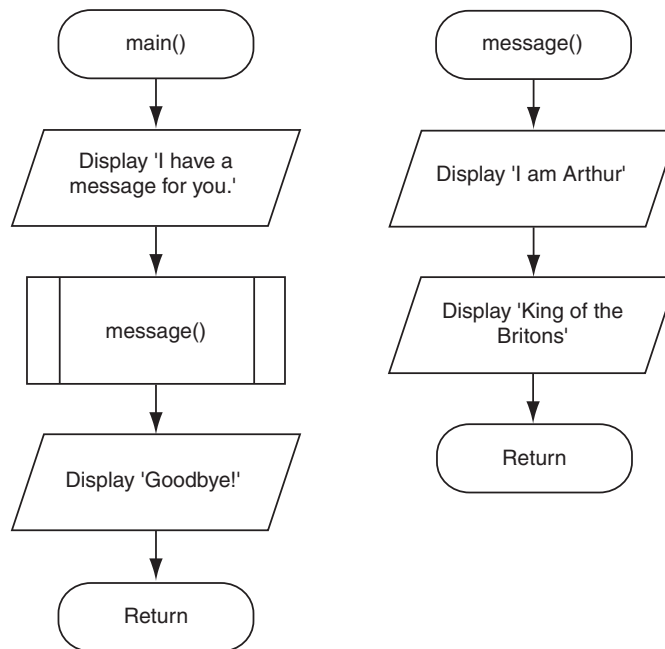 main()
Display 'I have a
message for you.'
message()
Display 'Goodbye!'
Return
message()
Display 'I am Arthur'
Display 'King of the
Britons'
Return